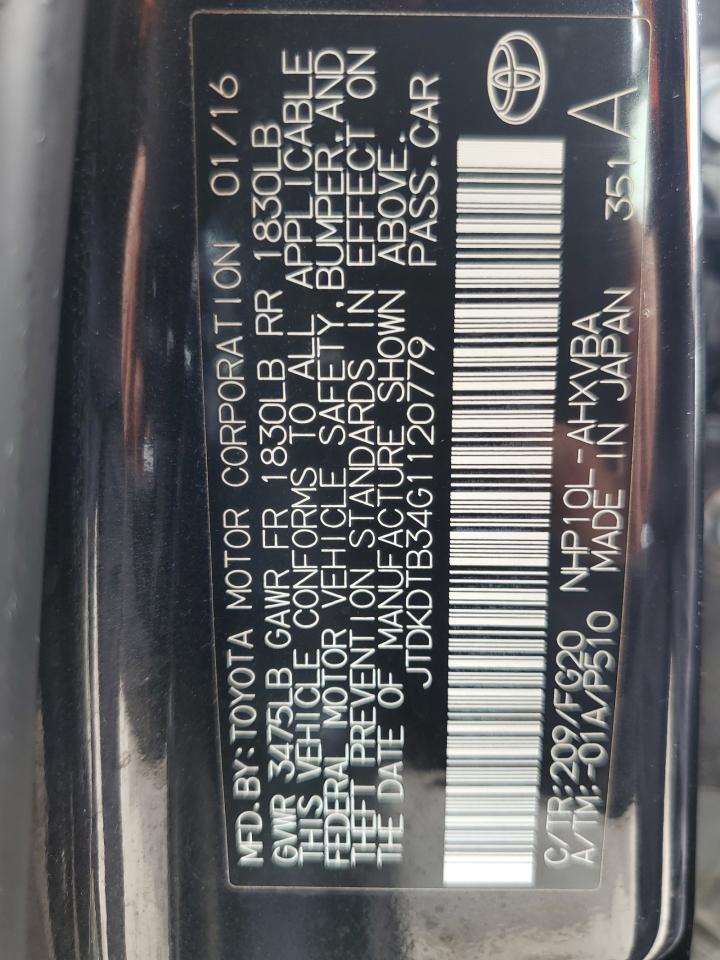 MFD.BY:TOYOTA MOTOR CORPORATION 01/16
GVWR 3475LB GAWR FR 1830LB RR 1830LB
THIS VEHICLE CONFORMS TO ALL APPLICABLE
FEDERAL MOTOR VEHICLE SAFETY,BUMPER,AND
THEFT PREVENTION STANDARDS IN EFFECT ON
THE DATE OF MANUFACTURE SHOWN ABOVE.
JTDKDTB34G1120779 PASS.CAR
C/TR:209/FG20 NHP10L-AHXVBA 351
A/TM:-01A/P510 MADE IN JAPAN A